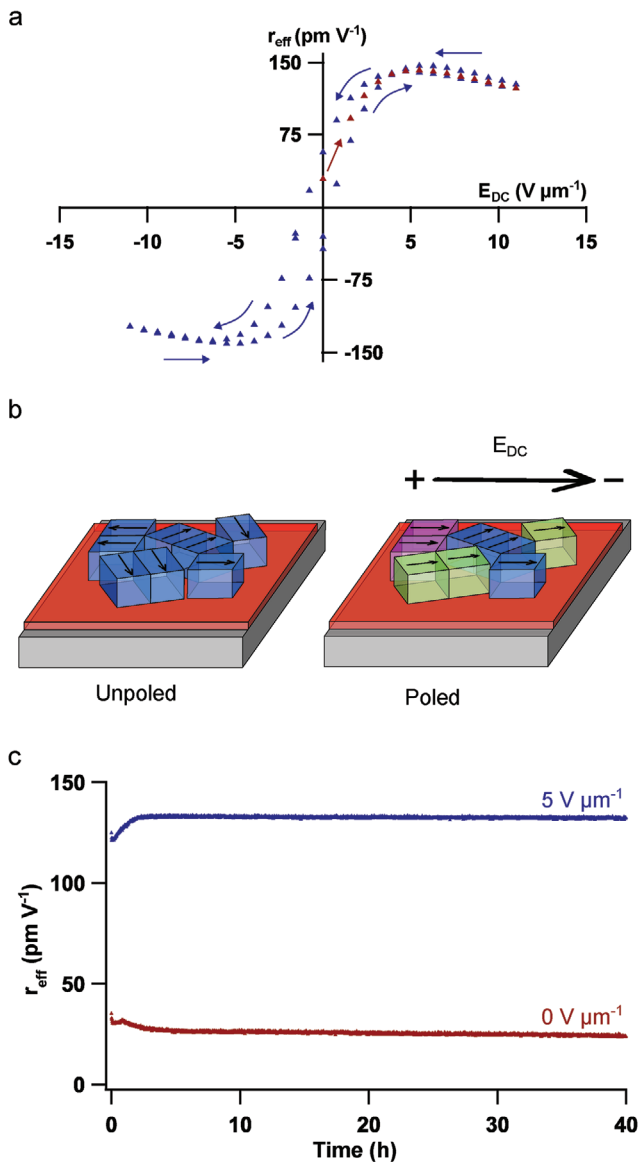 a
r_eff (pm V⁻¹)
150
75
E_DC (V µm⁻¹)
-15 -10 -5 0 5 10 15
-75
-150
b
E_DC
+ −
Unpoled Poled
c
150
5 V µm⁻¹
100
r_eff (pm V⁻¹)
50
0 V µm⁻¹
0
0 10 20 30 40
Time (h)